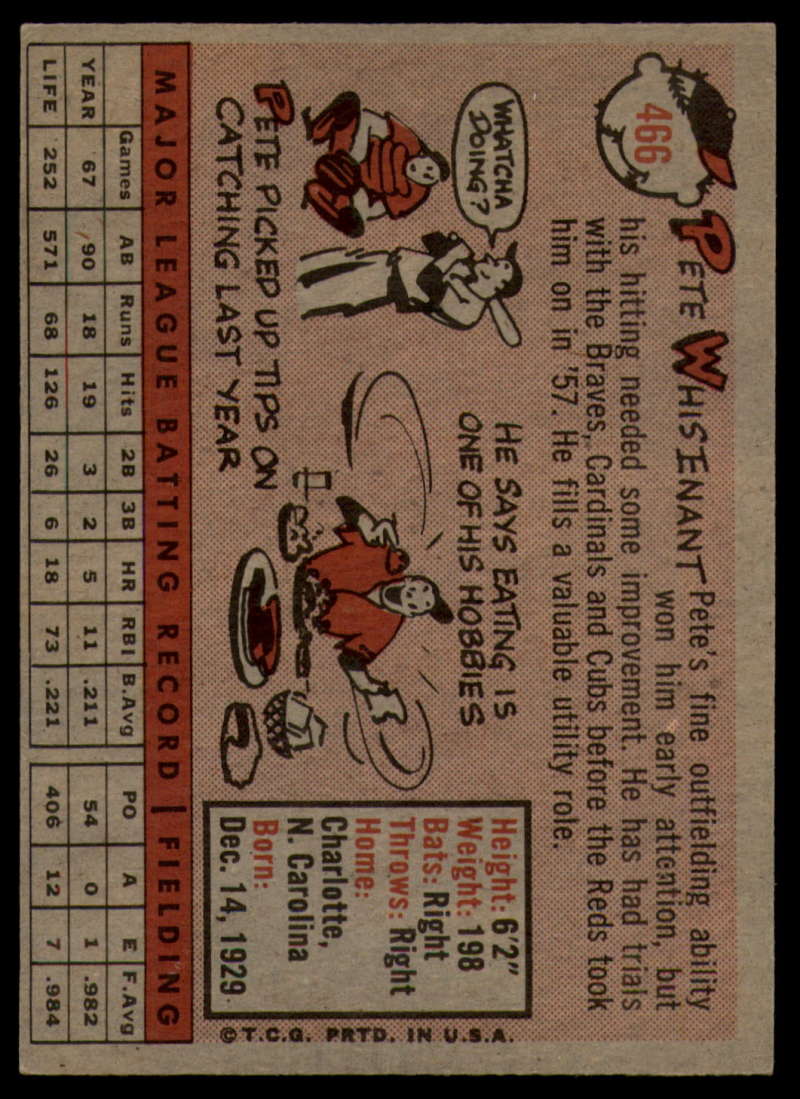 466
PETE WHISENANT
Pete's fine outfielding ability
won him early attention, but
his hitting needed some improvement. He has had trials
with the Braves, Cardinals and Cubs before the Reds took
him on in '57. He fills a valuable utility role.
WHATCHA
DOING?
PETE PICKED UP TIPS ON
CATCHING LAST YEAR
HE SAYS EATING IS
ONE OF HIS HOBBIES
Height: 6'2"
Weight: 198
Bats: Right
Throws: Right
Home:
Charlotte,
N. Carolina
Born:
Dec. 14, 1929
©T.C.G. PRTD. IN U.S.A.
MAJOR LEAGUE BATTING RECORD | FIELDING
Games AB Runs Hits 2B 3B HR RBI B.Avg PO A E F.Avg
YEAR 67 90 18 19 3 2 5 11 .211 54 0 1 .982
LIFE 252 571 68 126 26 6 18 73 .221 406 12 7 .984